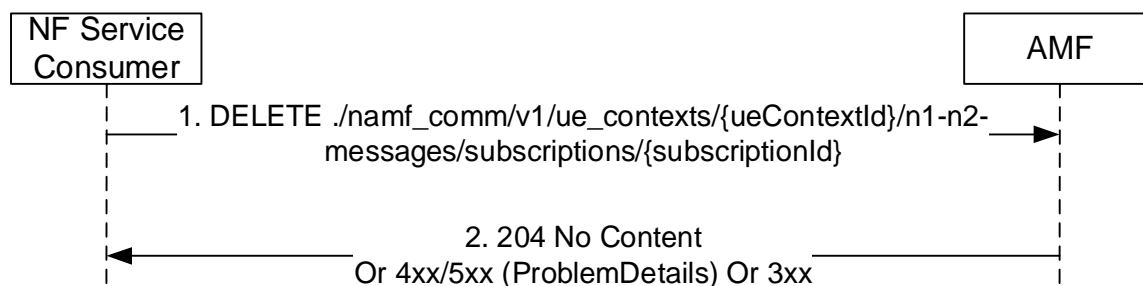 NF Service
Consumer
AMF
1. DELETE ./namf_comm/v1/ue_contexts/{ueContextId}/n1-n2-
messages/subscriptions/{subscriptionId}
2. 204 No Content
Or 4xx/5xx (ProblemDetails) Or 3xx